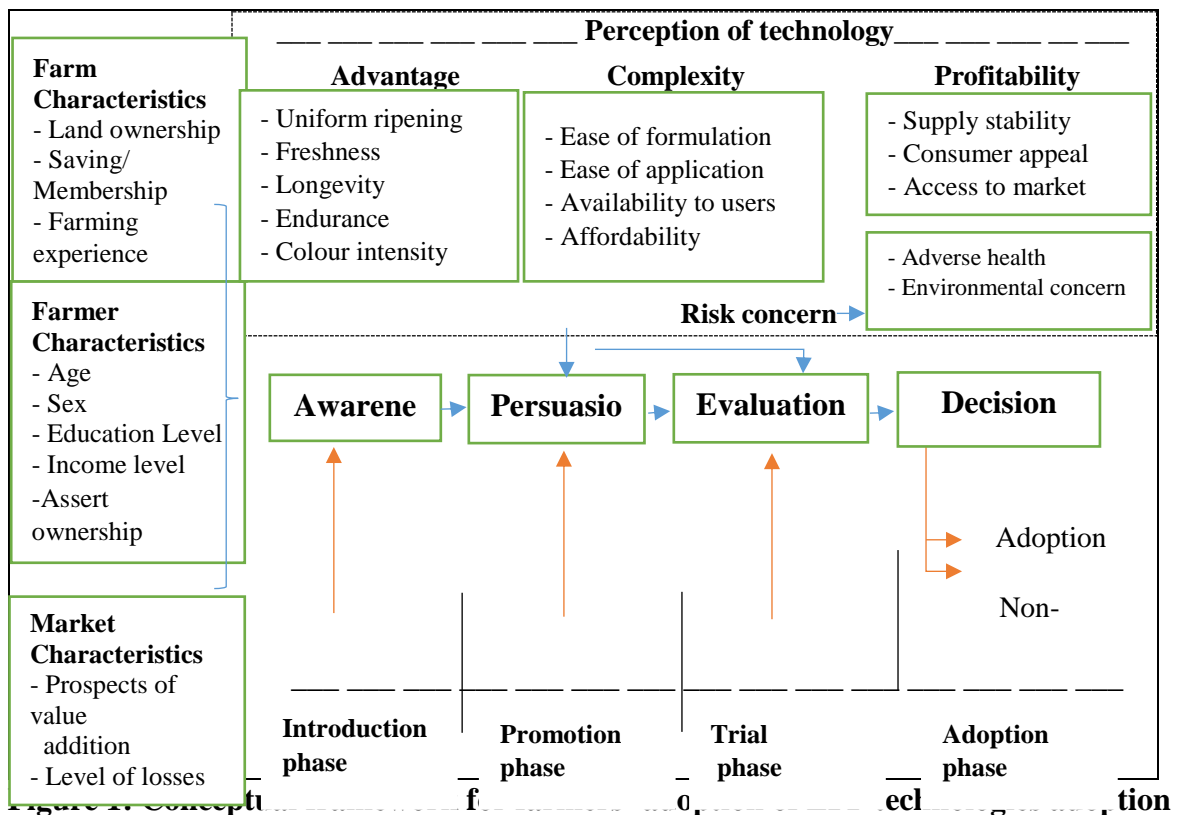 Perception of technology
Farm
Characteristics
- Land ownership
- Saving/
Membership
- Farming
experience
Farmer
Characteristics
- Age
- Sex
- Education Level
- Income level
-Assert
ownership
Market
Characteristics
- Prospects of
value
addition
- Level of losses
Advantage
- Uniform ripening
- Freshness
- Longevity
- Endurance
- Colour intensity
Complexity
- Ease of formulation
- Ease of application
- Availability to users
- Affordability
Profitability
- Supply stability
- Consumer appeal
- Access to market
Risk concern
- Adverse health
- Environmental concern
Awarene
Persuasio
Evaluation
Decision
Adoption
Non-
Introduction
phase
Promotion
phase
Trial
phase
Adoption
phase